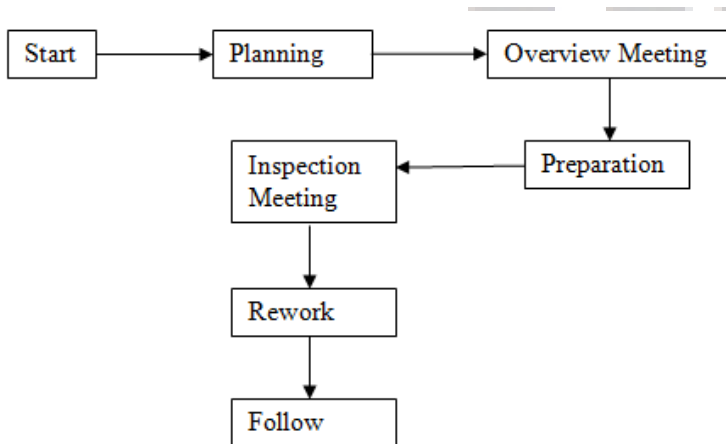 Start
Planning
Overview Meeting
Preparation
Inspection
Meeting
Rework
Follow